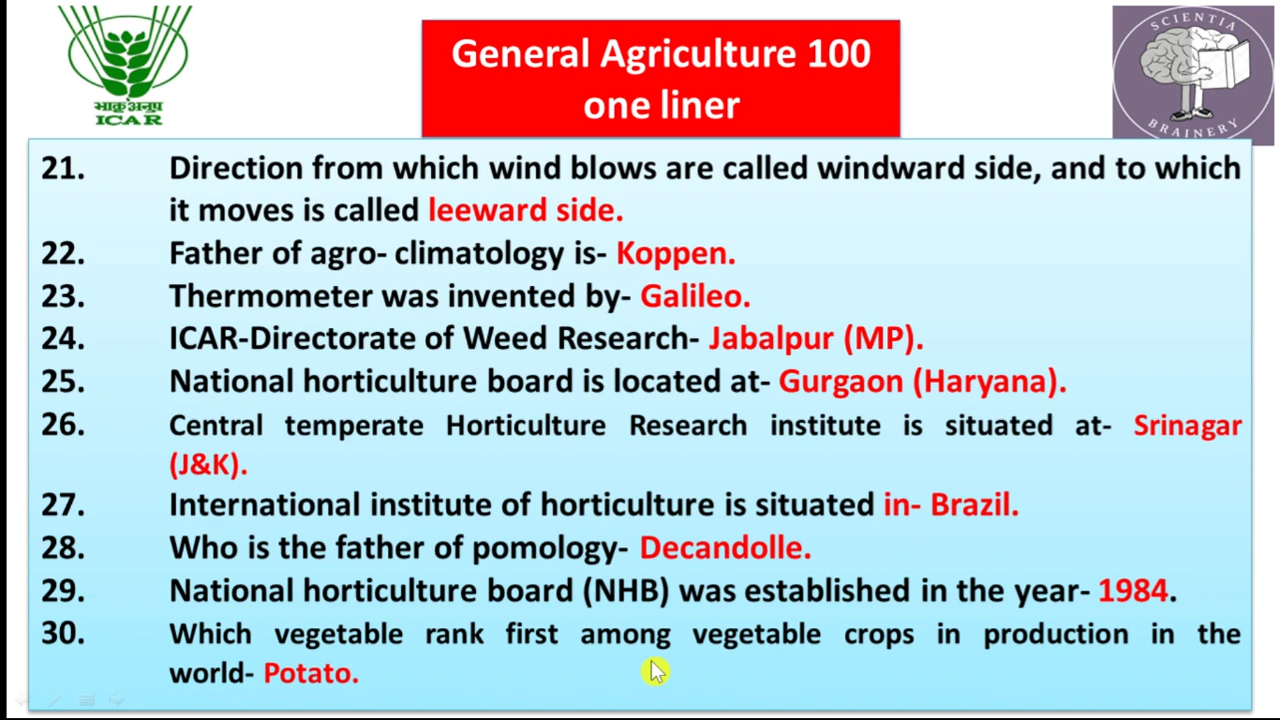 भाकृअनुप
ICAR
General Agriculture 100
one liner
SCIENTIA
BRAINERY
21. Direction from which wind blows are called windward side, and to which
it moves is called leeward side.
22. Father of agro- climatology is- Koppen.
23. Thermometer was invented by- Galileo.
24. ICAR-Directorate of Weed Research- Jabalpur (MP).
25. National horticulture board is located at- Gurgaon (Haryana).
26. Central temperate Horticulture Research institute is situated at- Srinagar
(J&K).
27. International institute of horticulture is situated in- Brazil.
28. Who is the father of pomology- Decandolle.
29. National horticulture board (NHB) was established in the year- 1984.
30. Which vegetable rank first among vegetable crops in production in the
world- Potato.